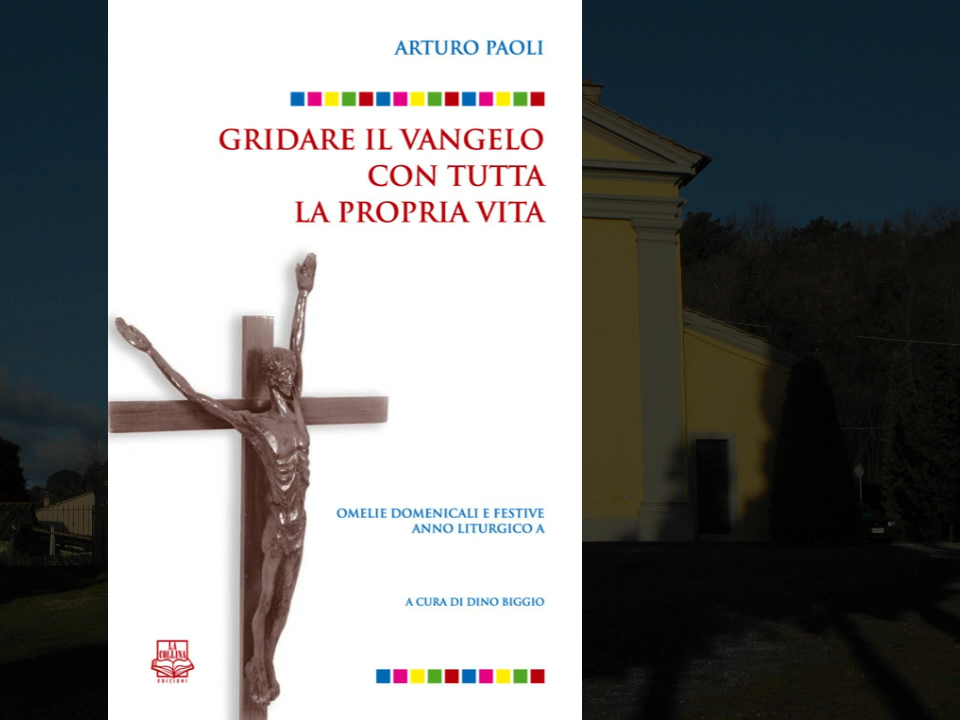 ARTURO PAOLI
GRIDARE IL VANGELO
CON TUTTA
LA PROPRIA VITA
OMELIE DOMENICALI E FESTIVE
ANNO LITURGICO A
A CURA DI DINO BIGGIO
LA
COLLINA
EDIZIONI